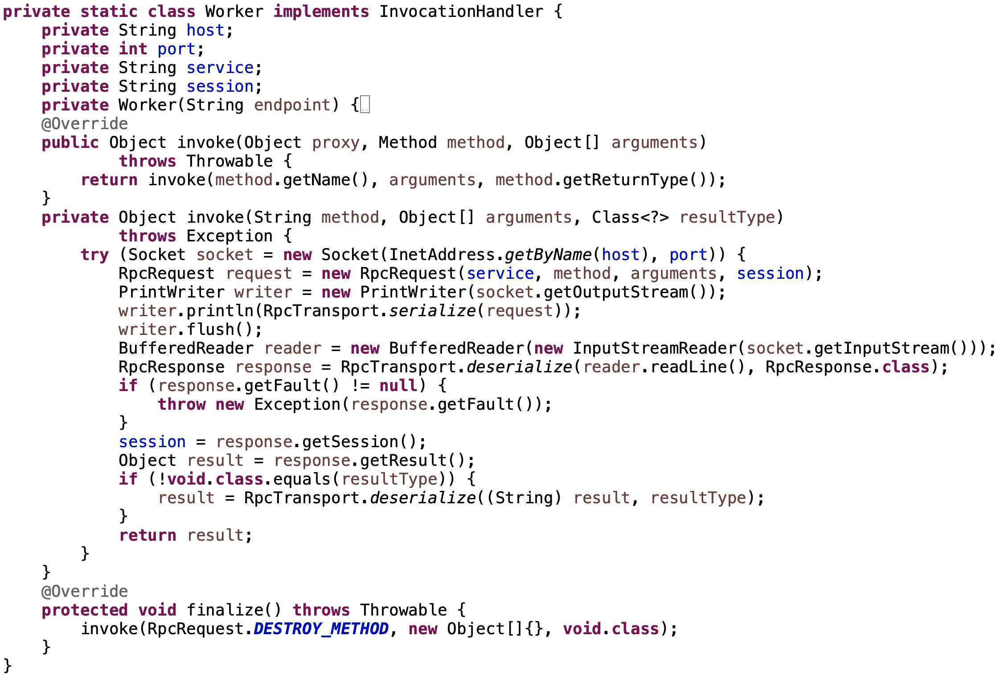 private static class Worker implements InvocationHandler {
    private String host;
    private int port;
    private String service;
    private String session;
    private Worker(String endpoint) {..
    @Override
    public Object invoke(Object proxy, Method method, Object[] arguments)
            throws Throwable {
        return invoke(method.getName(), arguments, method.getReturnType());
    }
    private Object invoke(String method, Object[] arguments, Class<?> resultType)
            throws Exception {
        try (Socket socket = new Socket(InetAddress.getByName(host), port)) {
            RpcRequest request = new RpcRequest(service, method, arguments, session);
            PrintWriter writer = new PrintWriter(socket.getOutputStream());
            writer.println(RpcTransport.serialize(request));
            writer.flush();
            BufferedReader reader = new BufferedReader(new InputStreamReader(socket.getInputStream()));
            RpcResponse response = RpcTransport.deserialize(reader.readLine(), RpcResponse.class);
            if (response.getFault() != null) {
                throw new Exception(response.getFault());
            }
            session = response.getSession();
            Object result = response.getResult();
            if (!void.class.equals(resultType)) {
                result = RpcTransport.deserialize((String) result, resultType);
            }
            return result;
        }
    }
    @Override
    protected void finalize() throws Throwable {
        invoke(RpcRequest.DESTROY_METHOD, new Object[]{}, void.class);
    }
}